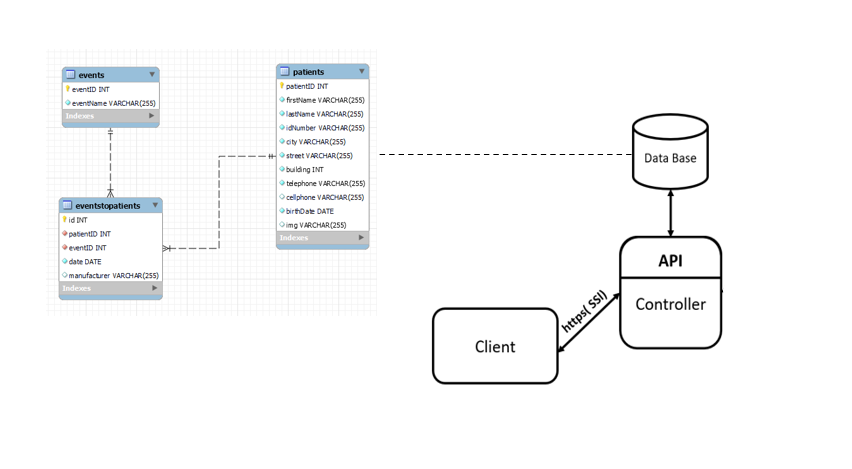 events
eventID INT
eventName VARCHAR(255)
Indexes
patients
patientID INT
firstName VARCHAR(255)
lastName VARCHAR(255)
idNumber VARCHAR(255)
city VARCHAR(255)
street VARCHAR(255)
building INT
telephone VARCHAR(255)
cellphone VARCHAR(255)
birthDate DATE
img VARCHAR(255)
Indexes
eventstopatients
id INT
patientID INT
eventID INT
date DATE
manufacturer VARCHAR(255)
Indexes
Data Base
API
Controller
https( SSl)
Client